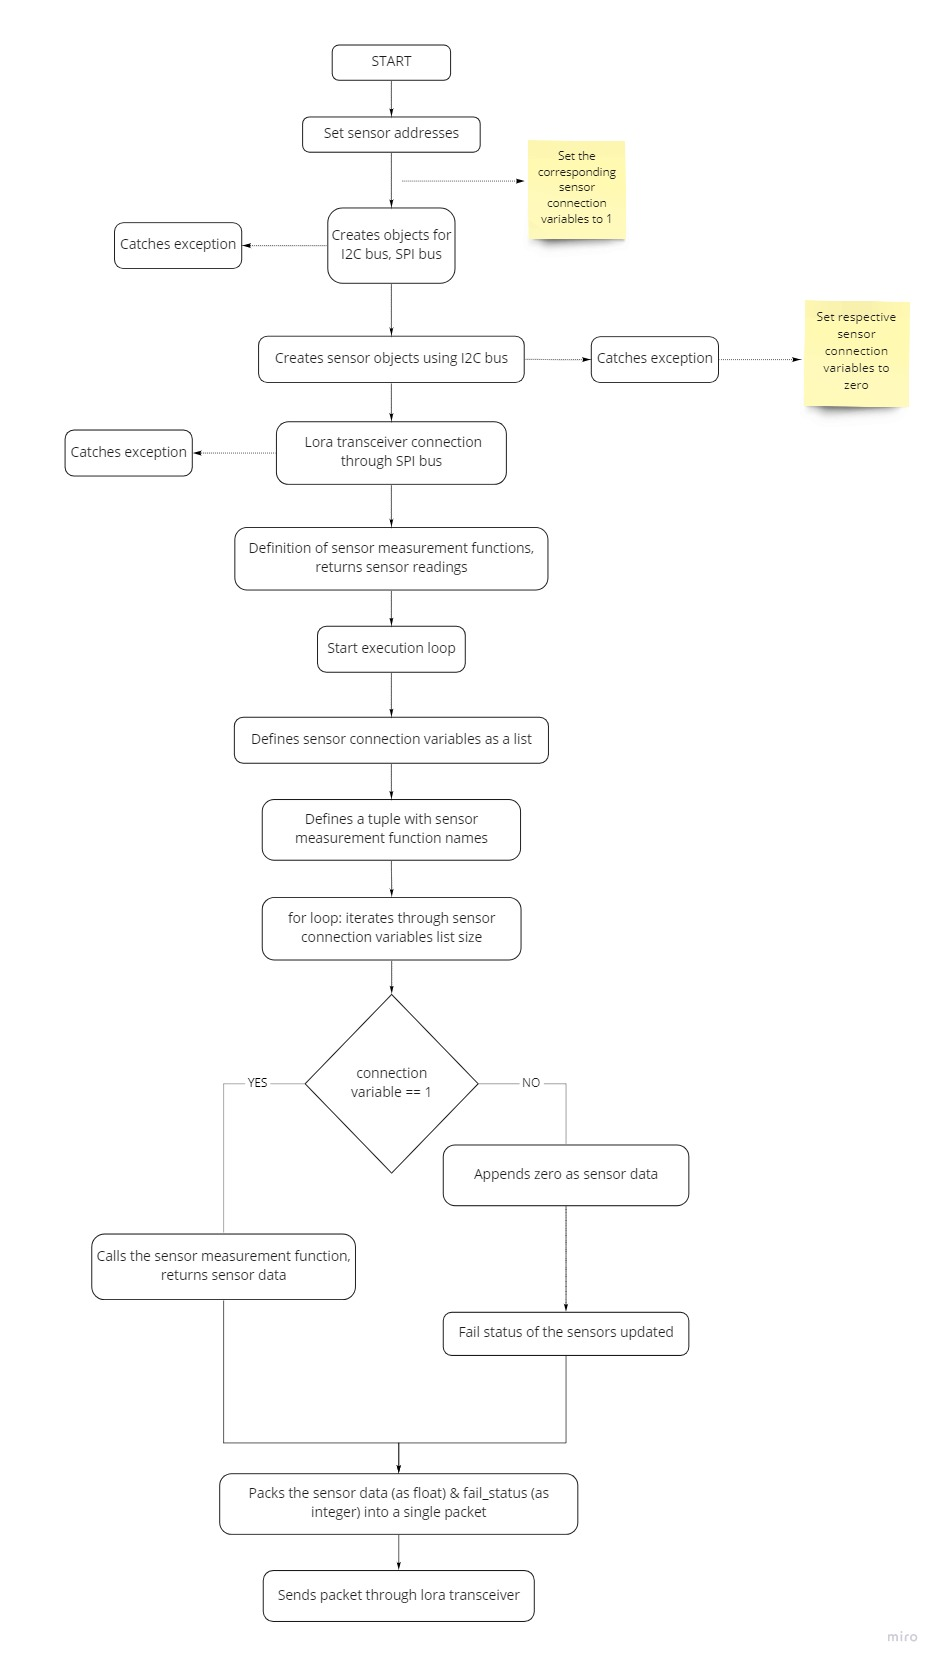 START
Set sensor addresses
Set the
corresponding
sensor
connection
variables to 1
Creates objects for
I2C bus, SPI bus
Catches exception
Set respective
sensor
connection
variables to
zero
Creates sensor objects using I2C bus
Catches exception
Lora transceiver connection
through SPI bus
Catches exception
Definition of sensor measurement functions,
returns sensor readings
Start execution loop
Defines sensor connection variables as a list
Defines a tuple with sensor
measurement function names
for loop: iterates through sensor
connection variables list size
connection
variable == 1
YES
NO
Appends zero as sensor data
Calls the sensor measurement function,
returns sensor data
Fail status of the sensors updated
Packs the sensor data (as float) & fail_status (as
integer) into a single packet
Sends packet through lora transceiver
miro